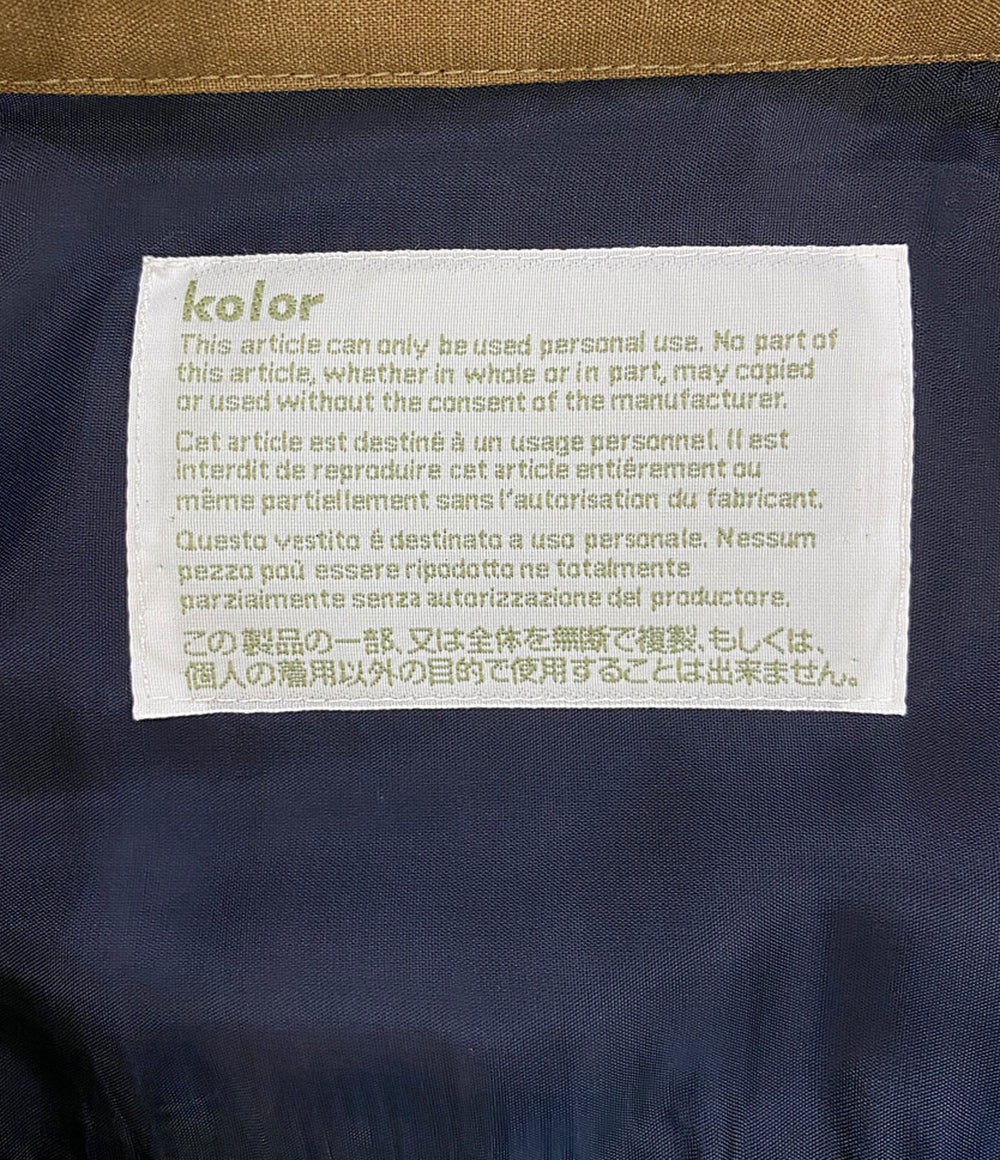 kolor
This article can only be used personal use. No part of
this article, whether in whole or in part, may copied
or used without the consent of the manufacturer.
Cet article est destiné à un usage personnel. Il est
interdit de reproduire cet article entiérement ou
même partiellement sans l'autorisation du fabricant.
Questo vestito é destinato a uso personale. Nessum
pezzo poù essere ripodotto ne totalmente
parzialmente senza autorizzazione del productore.
この製品の一部、又は全体を無断で複製、もしくは、
個人の着用以外の目的で使用することは出来ません。